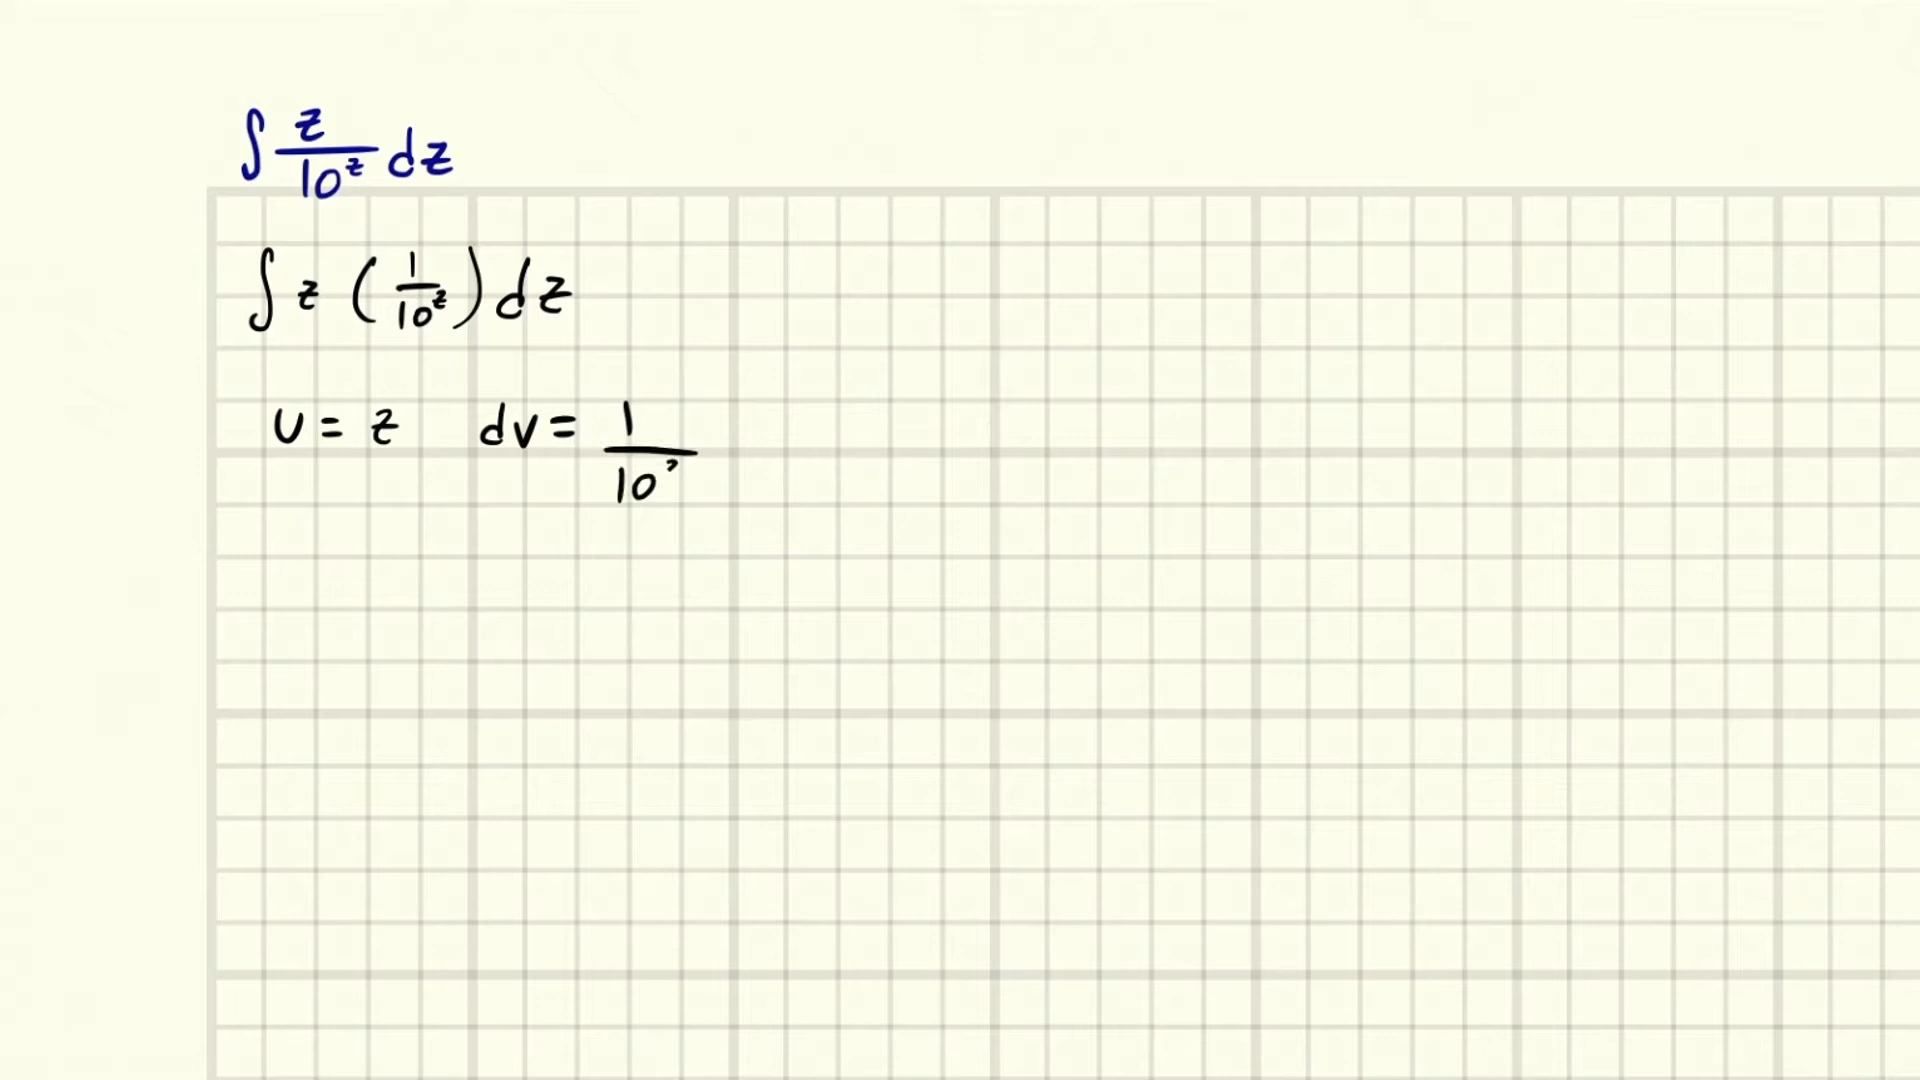 ∫ z/10^z dz
∫ z (1/10^z) dz
u = z dv = 1/10